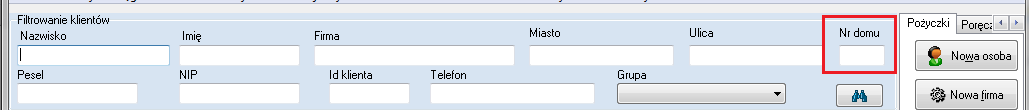 Filtrowanie klientów
Nazwisko Imię Firma Miasto Ulica Nr domu
Pesel NIP Id klienta Telefon Grupa
Pożyczki Poręcz
Nowa osoba
Nowa firma